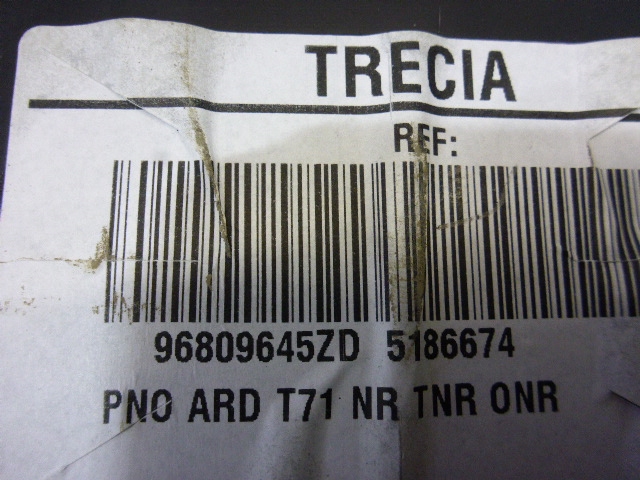 TRECIA
REF:
96809645ZD 5186674
PNO ARD T71 NR TNR ONR